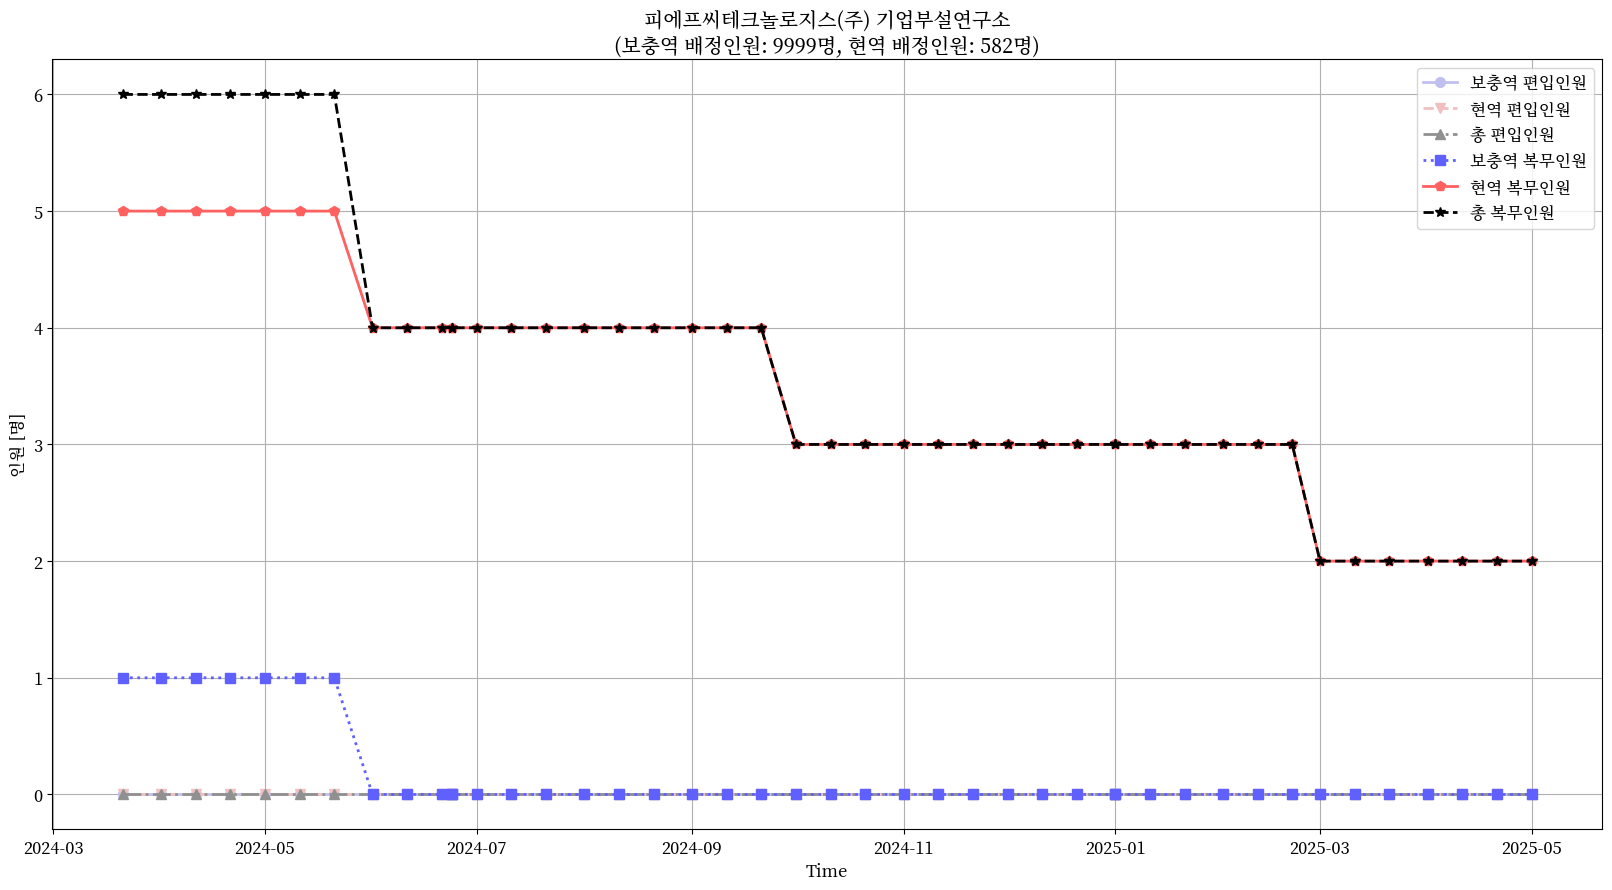 피에프씨테크놀로지스(주) 기업부설연구소
(보충역 배정인원: 9999명, 현역 배정인원: 582명)
보충역 편입인원
현역 편입인원
총 편입인원
보충역 복무인원
현역 복무인원
총 복무인원
인원 [명]
6
5
4
3
2
1
0
2024-03
2024-05
2024-07
2024-09
2024-11
2025-01
2025-03
2025-05
Time